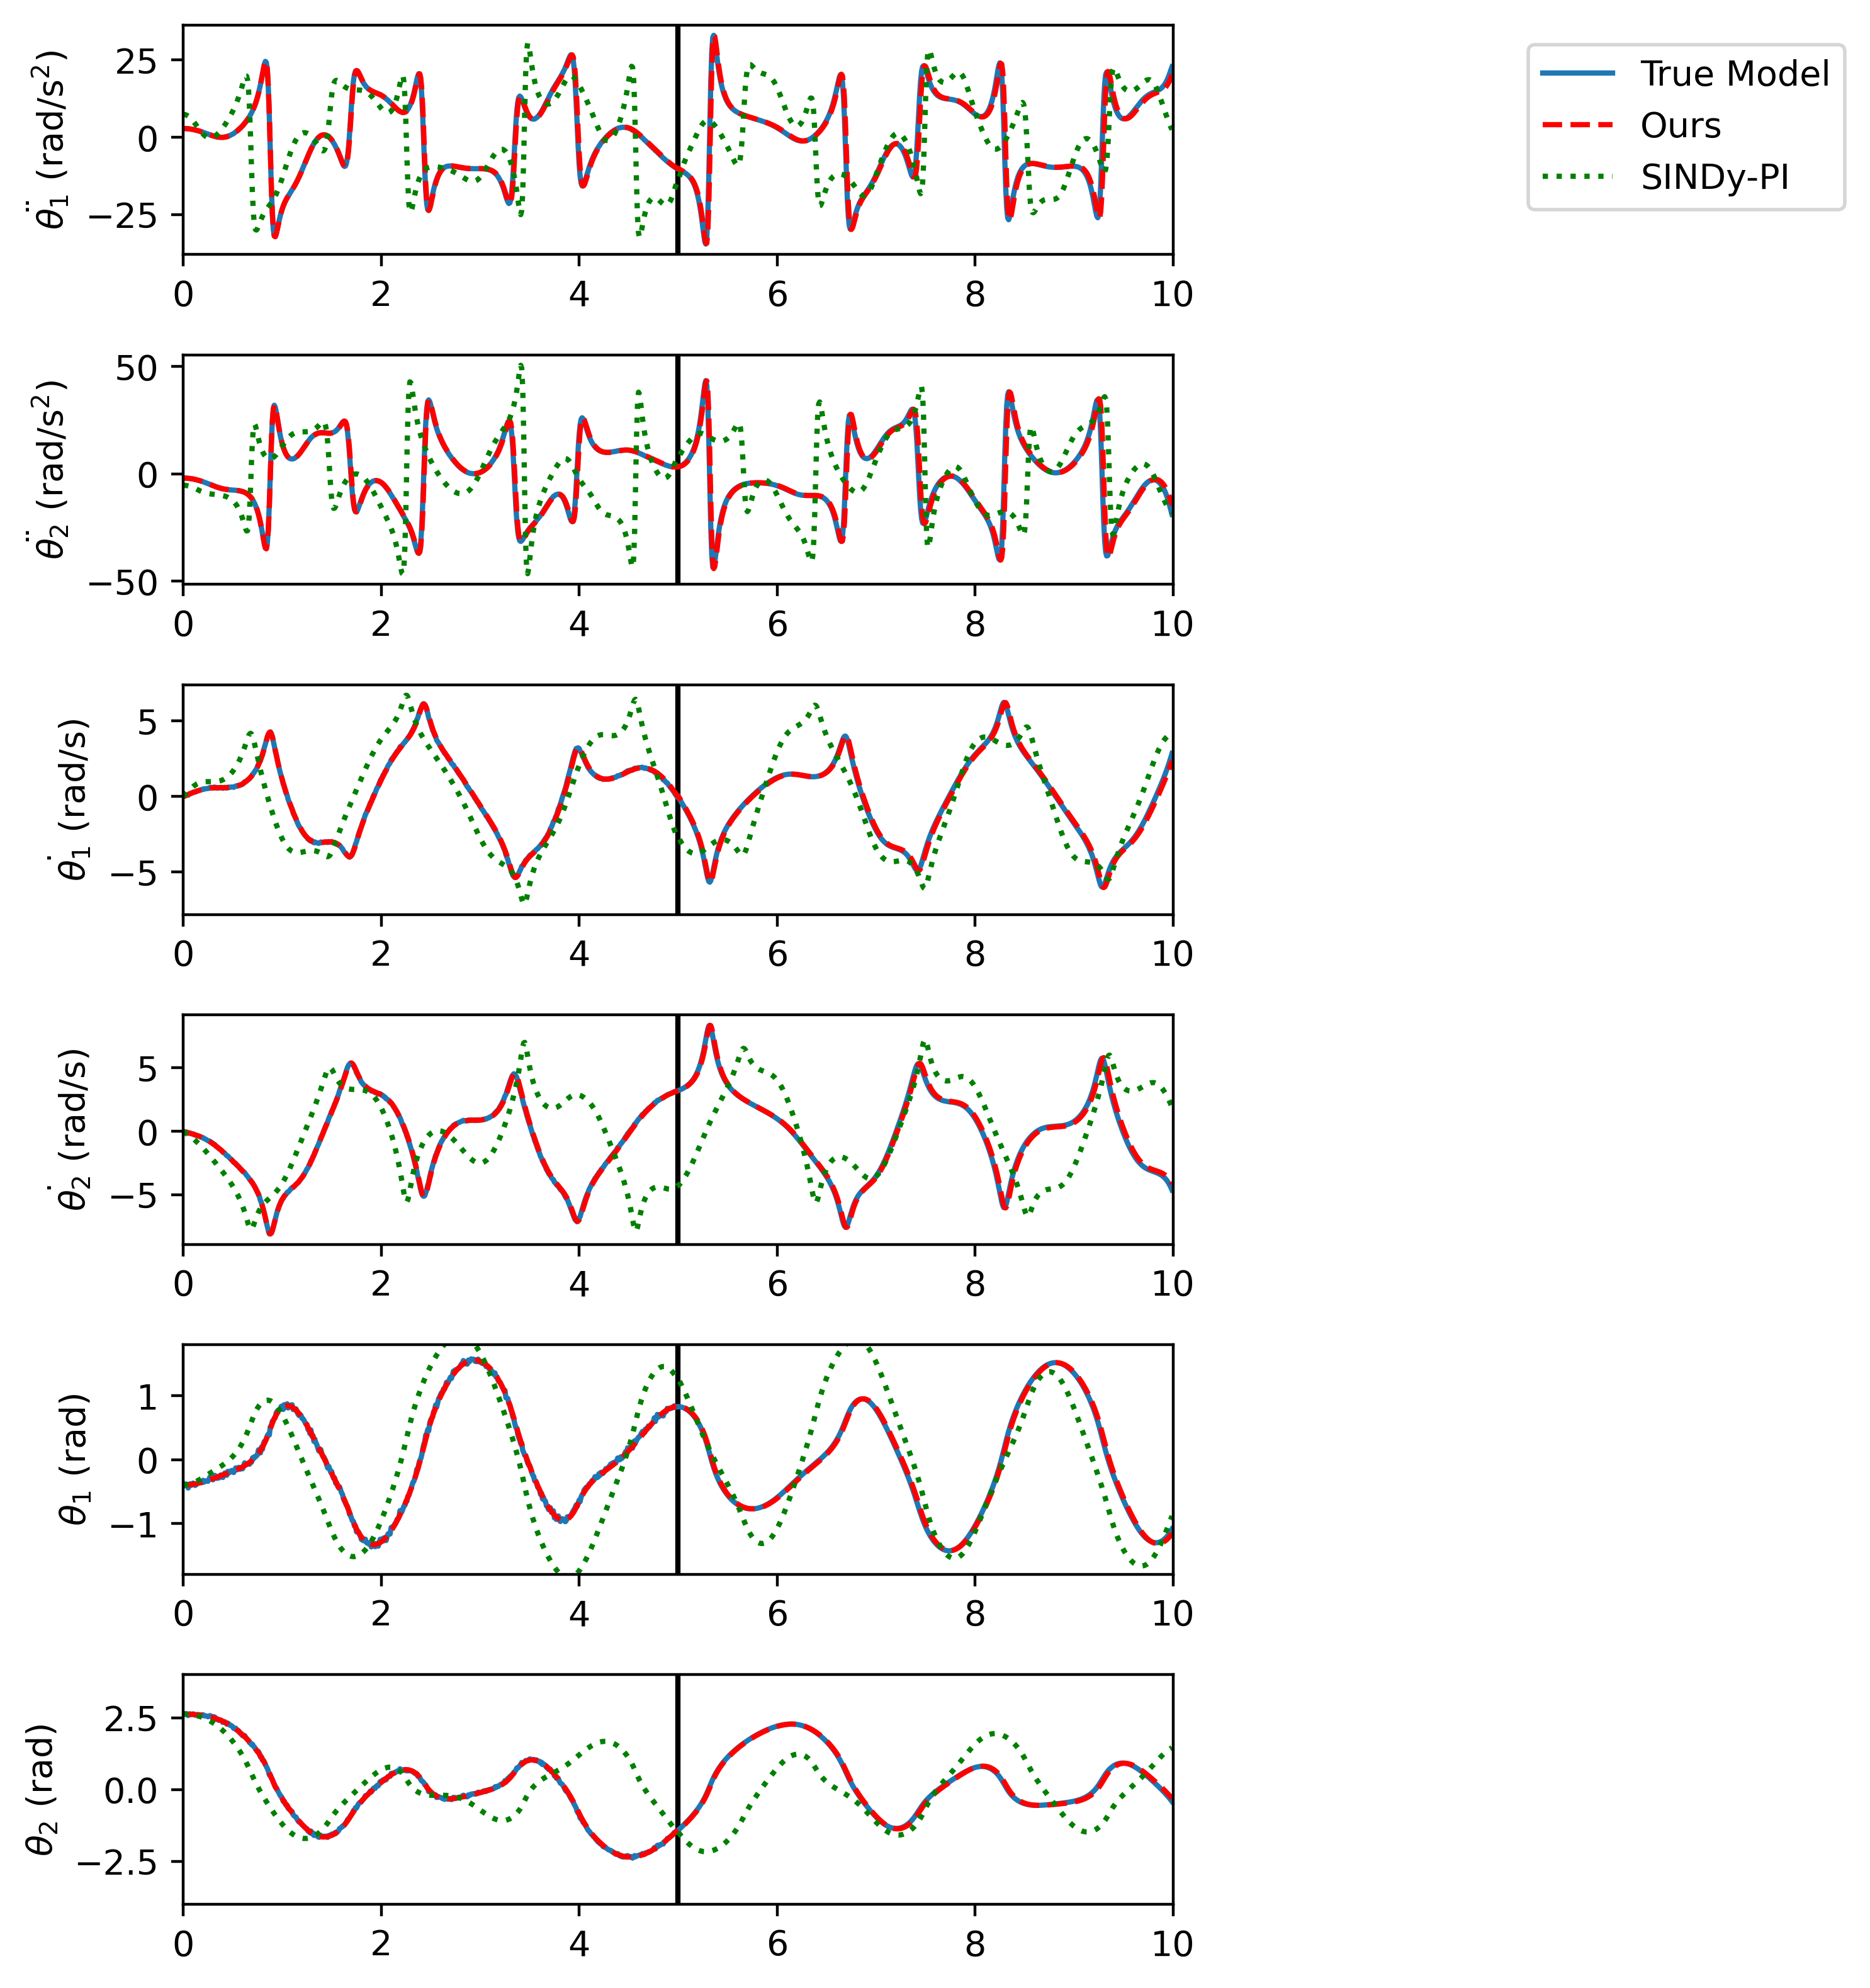 θ̈₁ (rad/s²)
25
0
−25
0 2 4 6 8 10
True Model
Ours
SINDy-PI
θ̈₂ (rad/s²)
50
0
−50
0 2 4 6 8 10
θ̇₁ (rad/s)
5
0
−5
0 2 4 6 8 10
θ̇₂ (rad/s)
5
0
−5
0 2 4 6 8 10
θ₁ (rad)
1
0
−1
0 2 4 6 8 10
θ₂ (rad)
2.5
0.0
−2.5
0 2 4 6 8 10